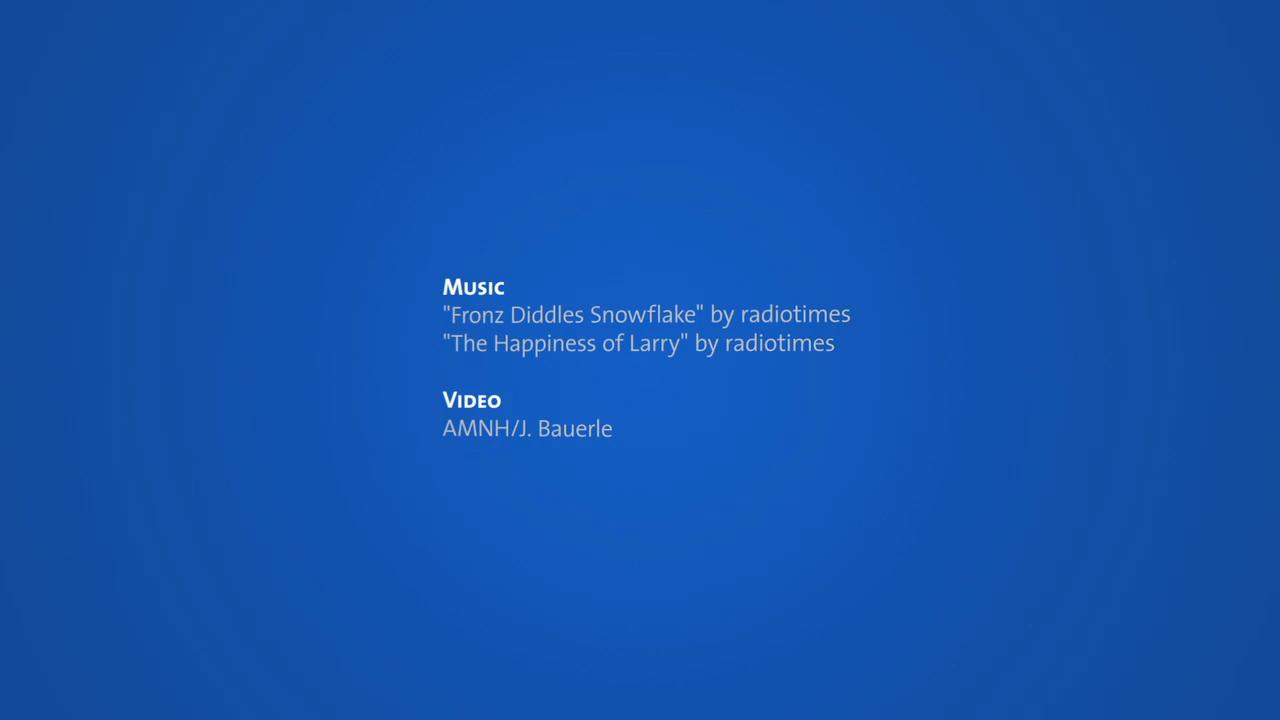 Music
"Fronz Diddles Snowflake" by radiotimes
"The Happiness of Larry" by radiotimes
Video
AMNH/J. Bauerle